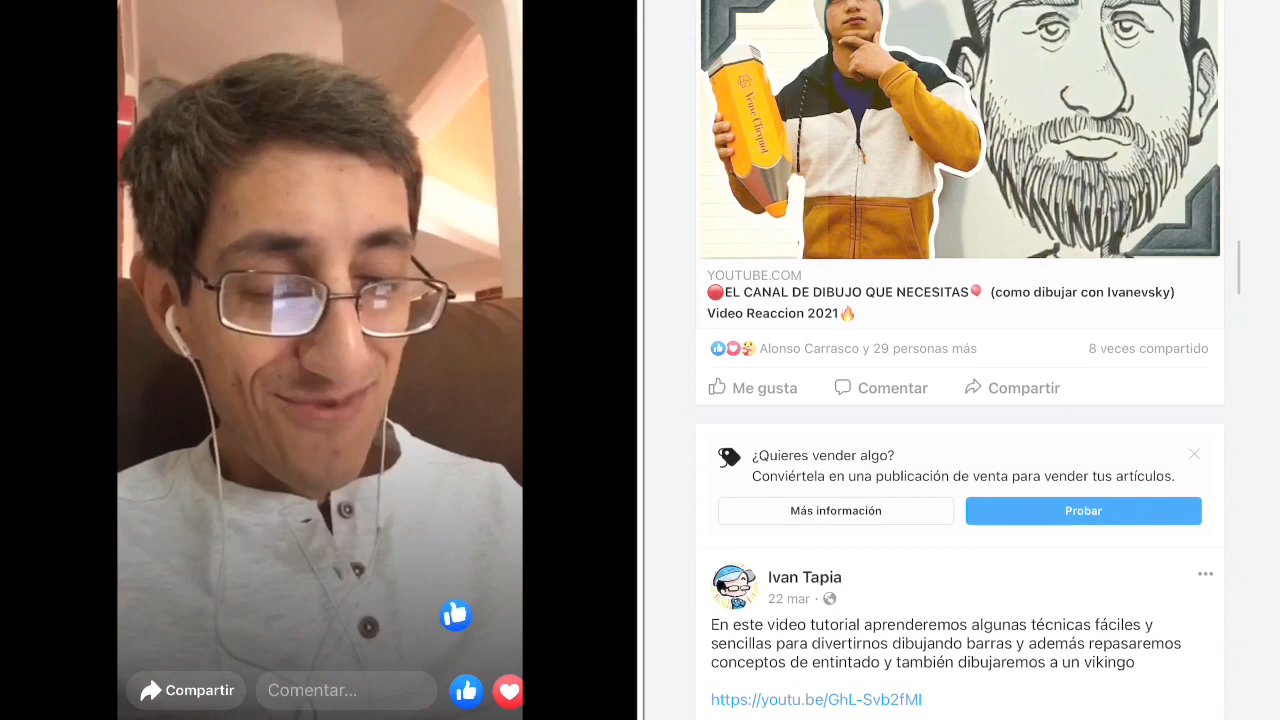 Compartir
Comentar...
Veuve Clicquot
YOUTUBE.COM
🔴EL CANAL DE DIBUJO QUE NECESITAS🎈 (como dibujar con Ivanevsky)
Video Reaccion 2021🔥
Alonso Carrasco y 29 personas más
8 veces compartido
Me gusta
Comentar
Compartir
¿Quieres vender algo?
Conviértela en una publicación de venta para vender tus artículos.
Más información
Probar
Ivan Tapia
22 mar ·
En este video tutorial aprenderemos algunas técnicas fáciles y
sencillas para divertirnos dibujando barras y además repasaremos
conceptos de entintado y también dibujaremos a un vikingo
https://youtu.be/GhL-Svb2fMI